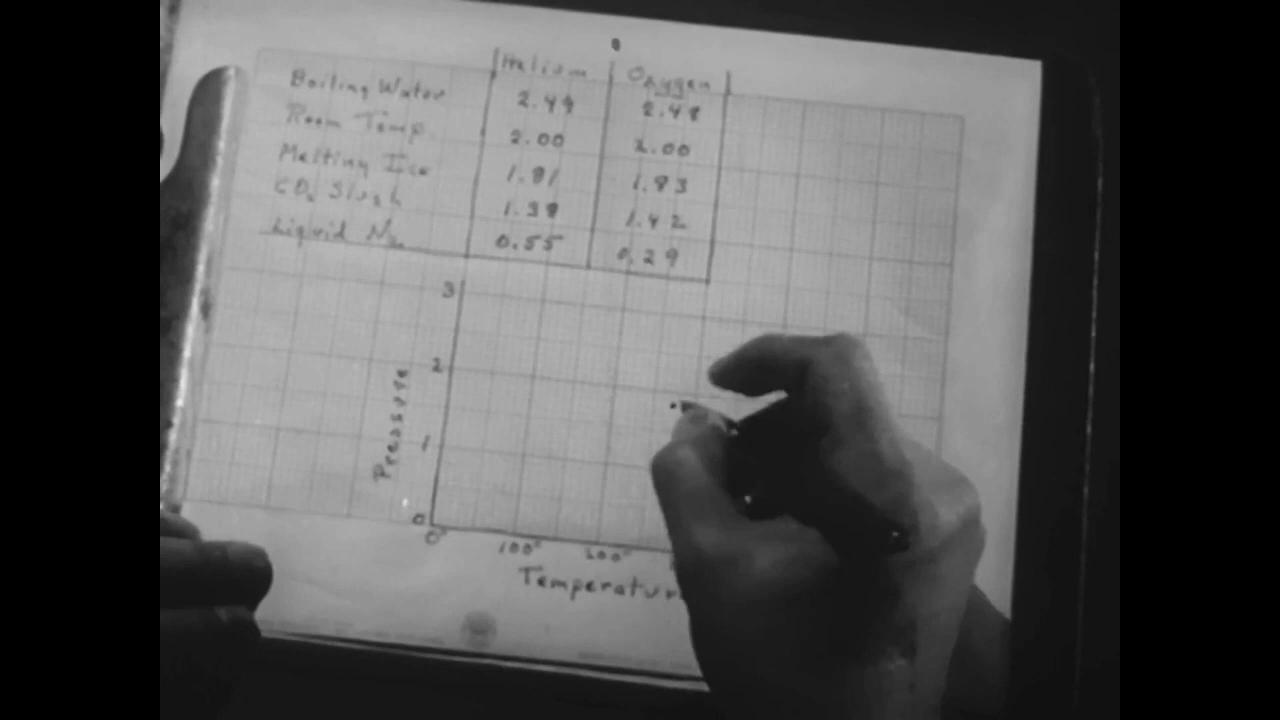 Helium Oxygen
Boiling Water 2.49 2.48
Room Temp. 2.00 2.00
Melting Ice 1.81 1.83
CO₂ Slush 1.38 1.42
Liquid N₂ 0.55 0.29
3
2
1
0
Pressure
0° 100° 200°
Temperatur